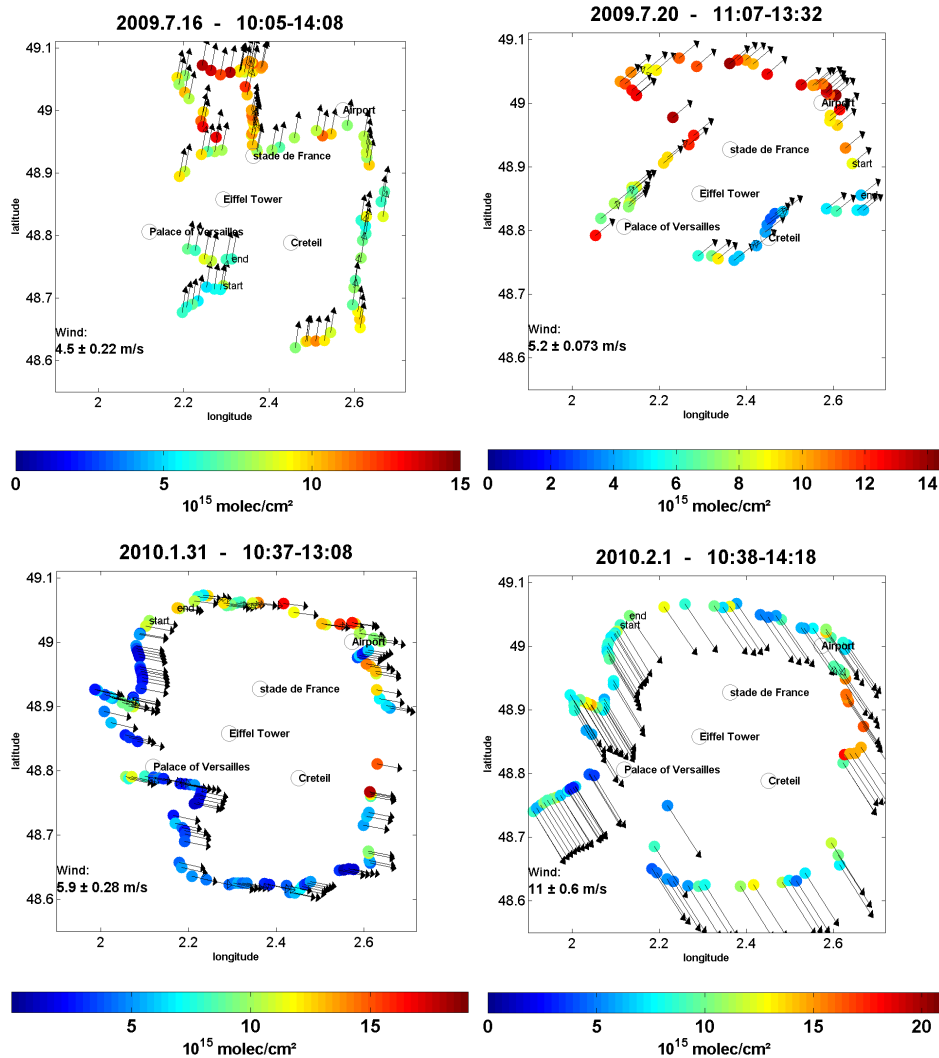 2009.7.16 - 10:05-14:08
49.1
49
48.9
48.8
48.7
48.6
latitude
Airport
stade de France
Eiffel Tower
Palace of Versailles
Creteil
end
start
Wind:
4.5 ± 0.22 m/s
2 2.2 2.4 2.6
longitude
0 5 10 15
10^15 molec/cm²
2009.7.20 - 11:07-13:32
49.1
49
48.9
48.8
48.7
48.6
latitude
Airport
stade de France
start
Eiffel Tower
end
Palace of Versailles
Creteil
Wind:
5.2 ± 0.073 m/s
2 2.2 2.4 2.6
longitude
0 2 4 6 8 10 12 14
10^15 molec/cm²
2010.1.31 - 10:37-13:08
49.1
49
48.9
48.8
48.7
48.6
latitude
end
start
Airport
stade de France
Eiffel Tower
Palace of Versailles
Creteil
Wind:
5.9 ± 0.28 m/s
2 2.2 2.4 2.6
longitude
5 10 15
10^15 molec/cm²
2010.2.1 - 10:38-14:18
49.1
49
48.9
48.8
48.7
48.6
latitude
end
start
Airport
stade de France
Eiffel Tower
Palace of Versailles
Creteil
Wind:
11 ± 0.6 m/s
2 2.2 2.4 2.6
longitude
0 5 10 15 20
10^15 molec/cm²